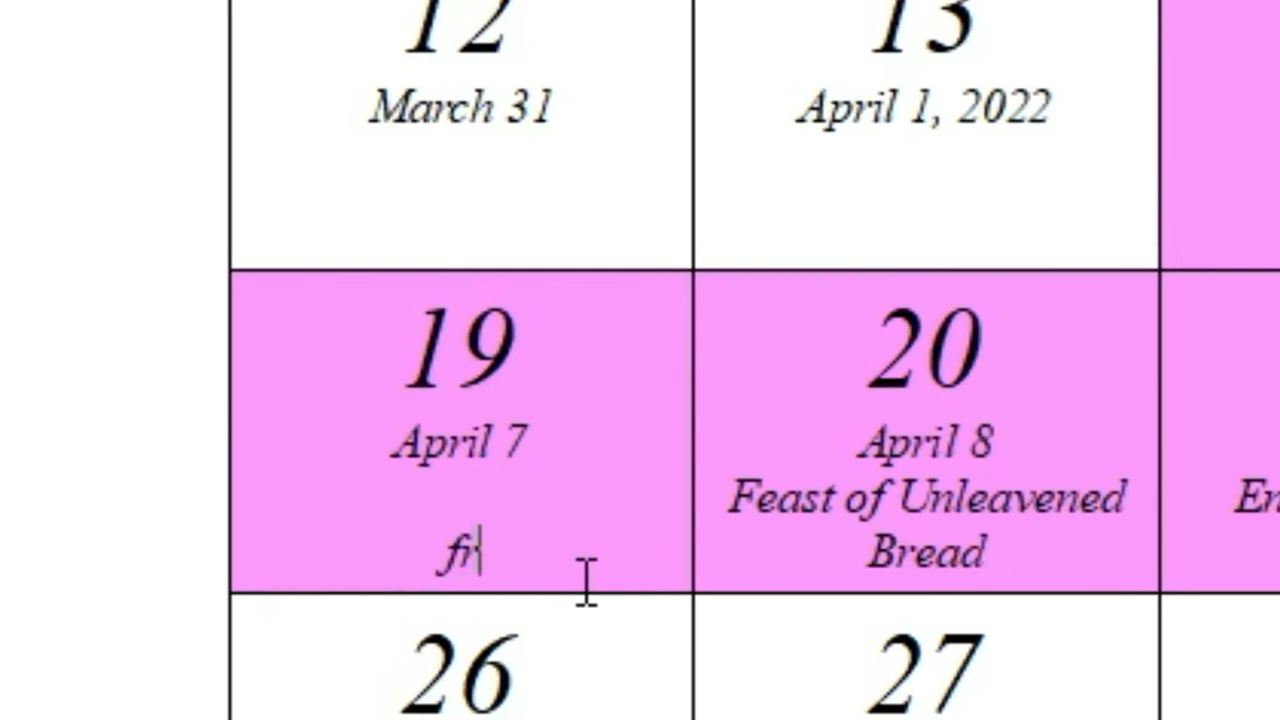 12
March 31
13
April 1, 2022
19
April 7
fr
20
April 8
Feast of Unleavened
Bread
En
26
27